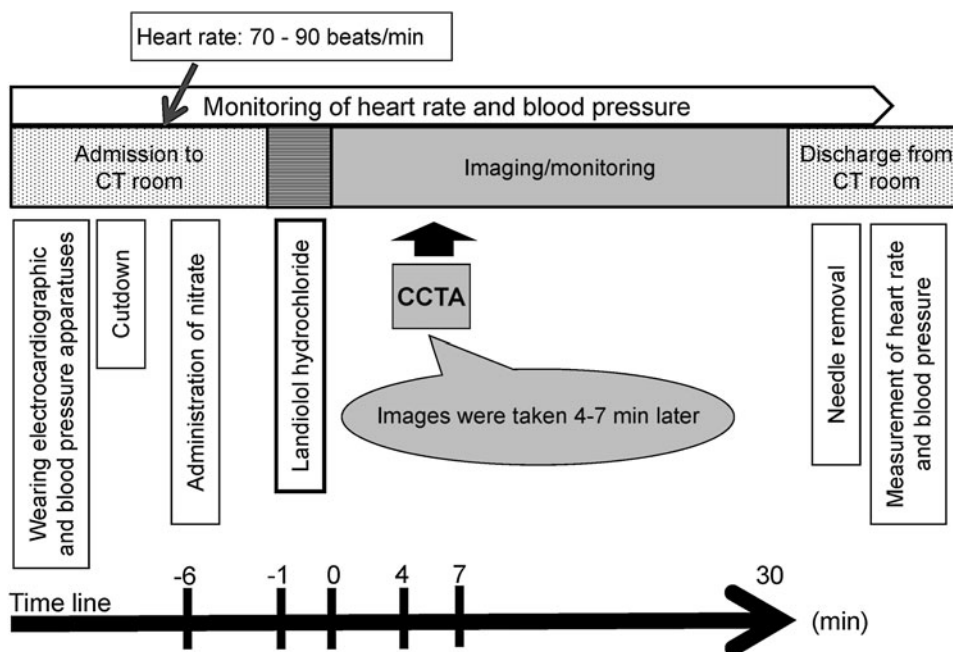 Heart rate: 70 - 90 beats/min
Monitoring of heart rate and blood pressure
Admission to
CT room
Imaging/monitoring
Discharge from
CT room
Wearing electrocardiographic
and blood pressure apparatuses
Cutdown
Administration of nitrate
Landiolol hydrochloride
CCTA
Images were taken 4-7 min later
Needle removal
Measurement of heart rate
and blood pressure
-6
-1
0
4
7
30
Time line
(min)